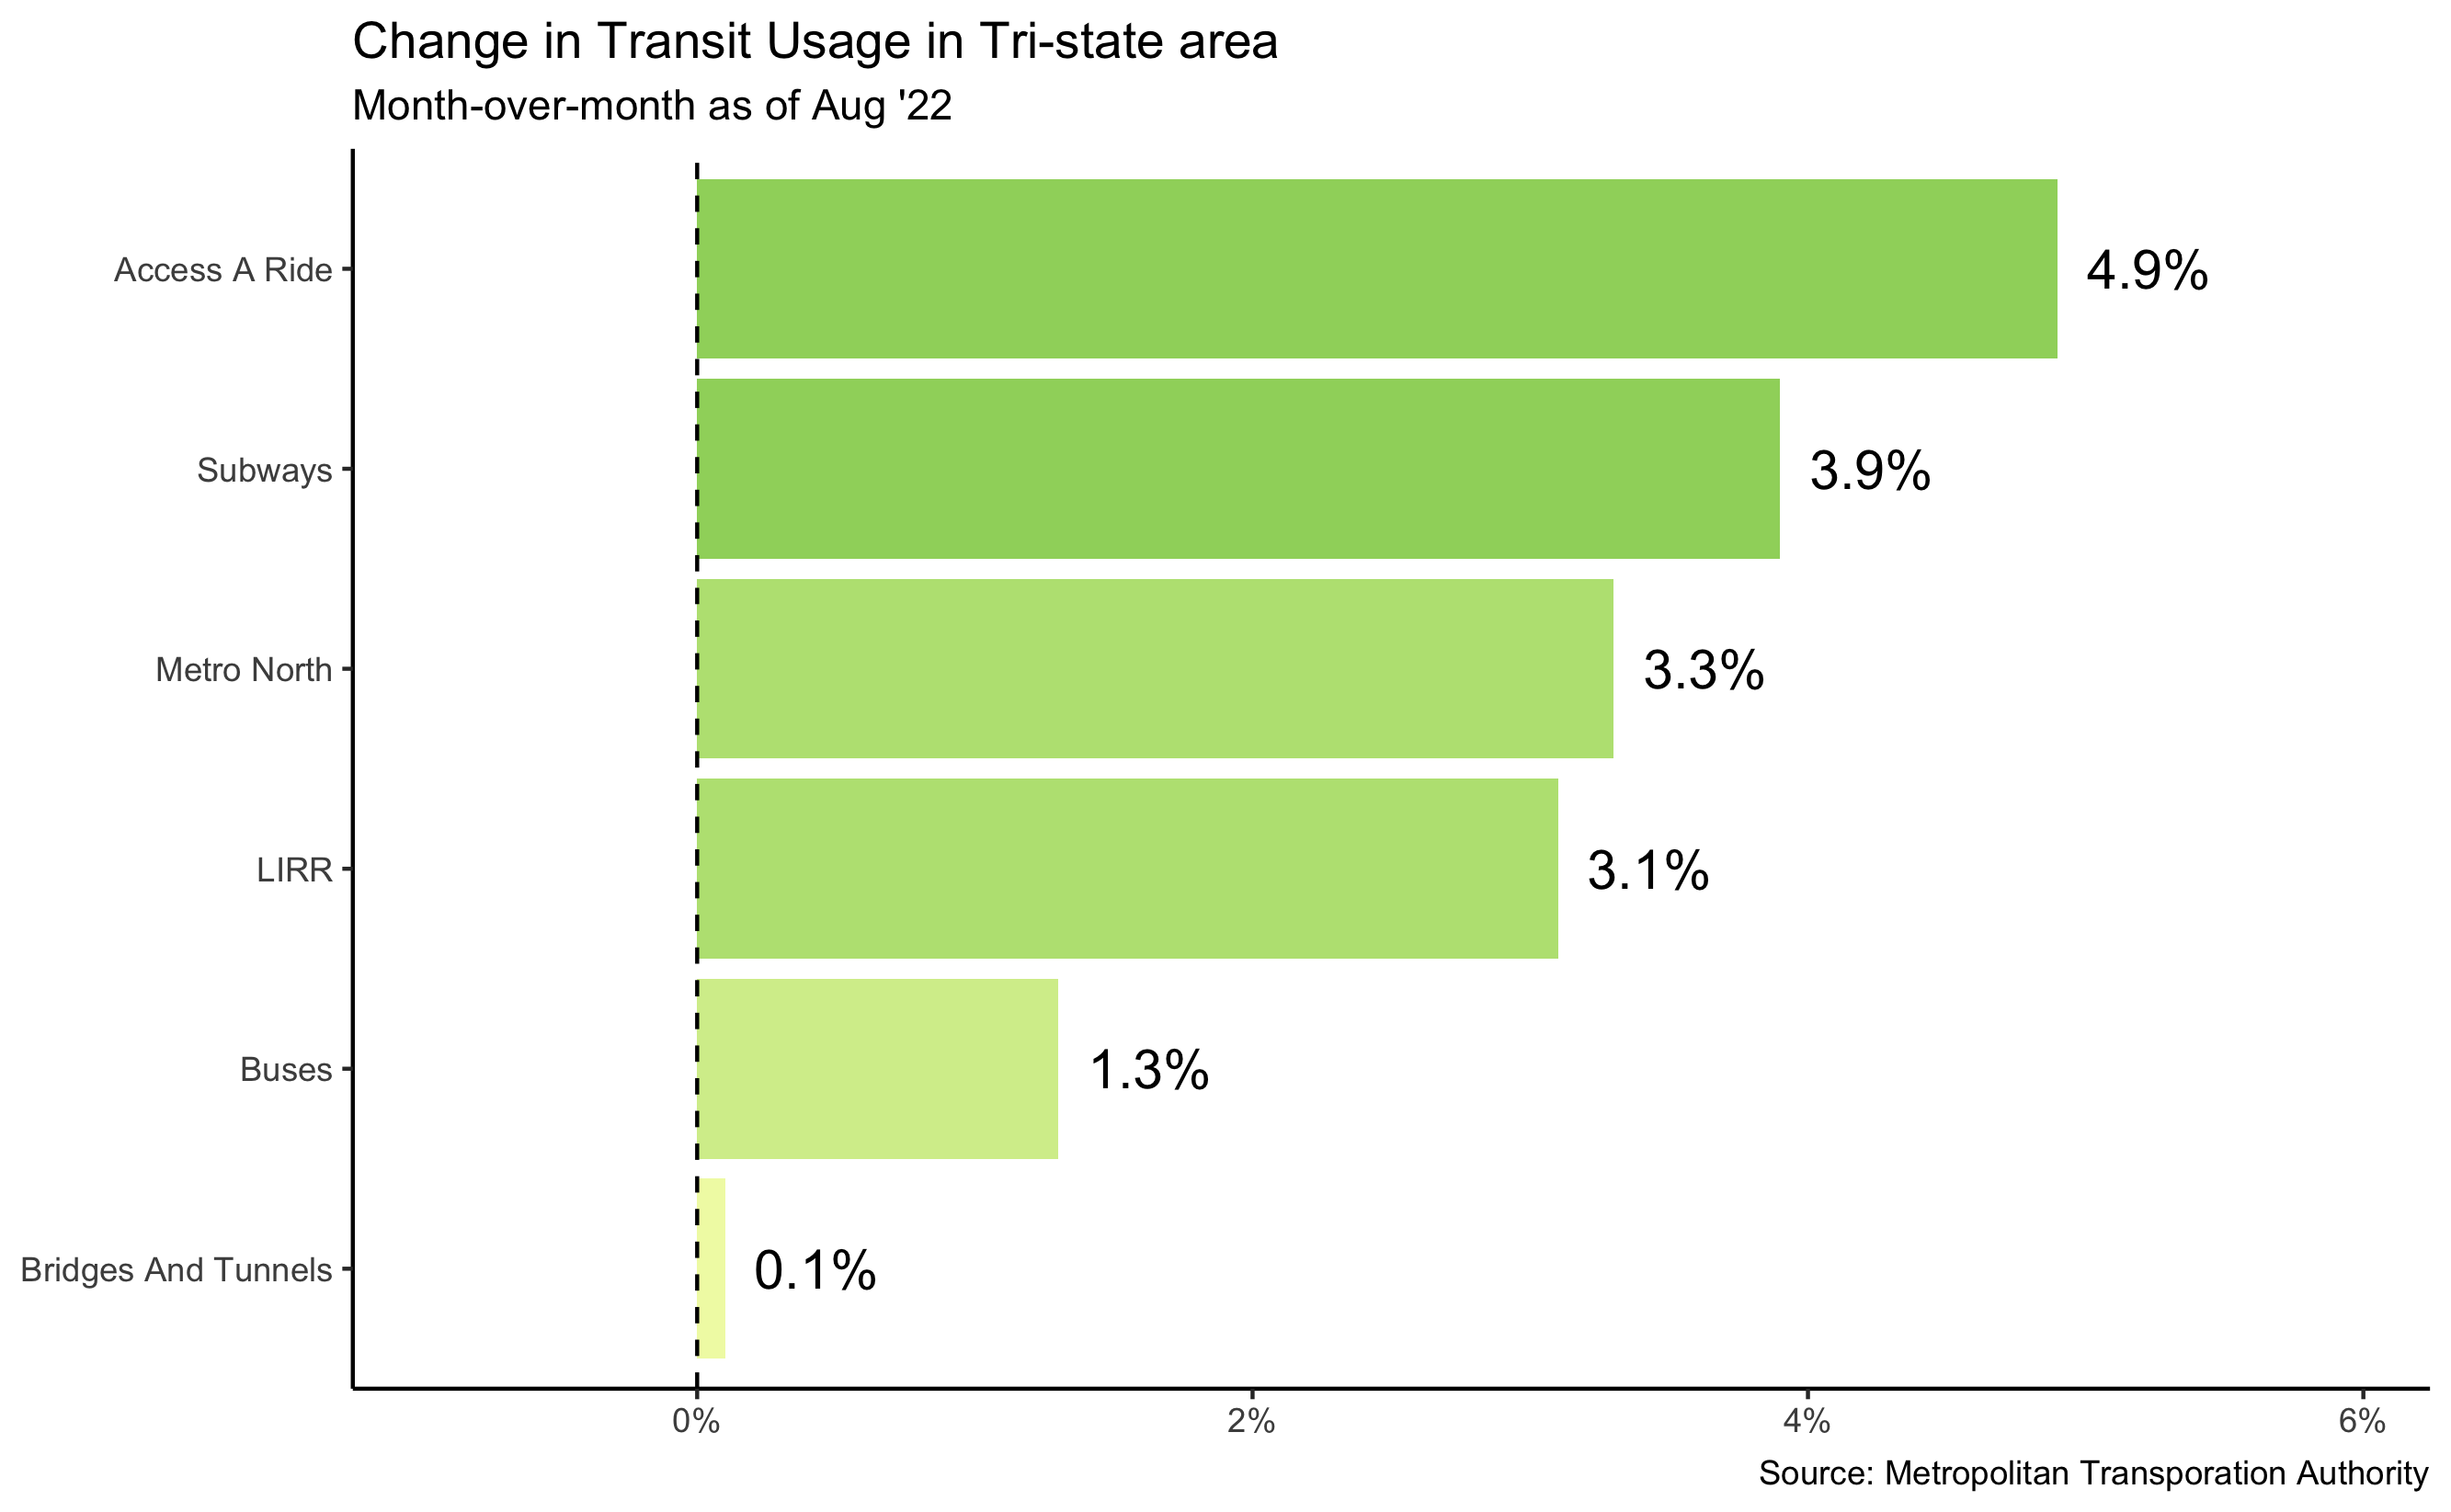 Change in Transit Usage in Tri-state area
Month-over-month as of Aug '22
Access A Ride
4.9%
Subways
3.9%
Metro North
3.3%
LIRR
3.1%
Buses
1.3%
Bridges And Tunnels
0.1%
0%
2%
4%
6%
Source: Metropolitan Transporation Authority